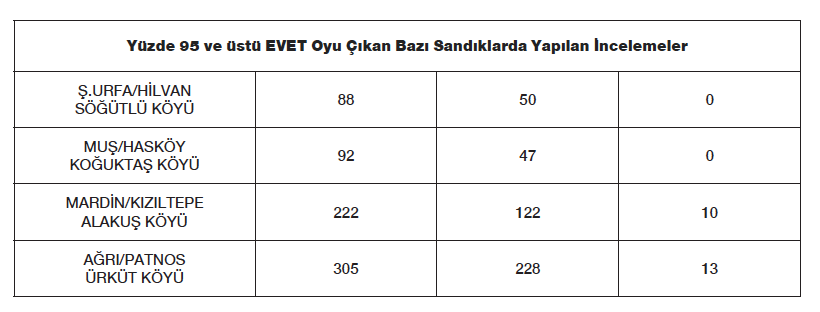 Yüzde 95 ve üstü EVET Oyu Çıkan Bazı Sandıklarda Yapılan İncelemeler
Ş.URFA/HİLVAN
SÖĞÜTLÜ KÖYÜ
88 50 0
MUŞ/HASKÖY
KOĞUKTAŞ KÖYÜ
92 47 0
MARDİN/KIZILTEPE
ALAKUŞ KÖYÜ
222 122 10
AĞRI/PATNOS
ÜRKÜT KÖYÜ
305 228 13